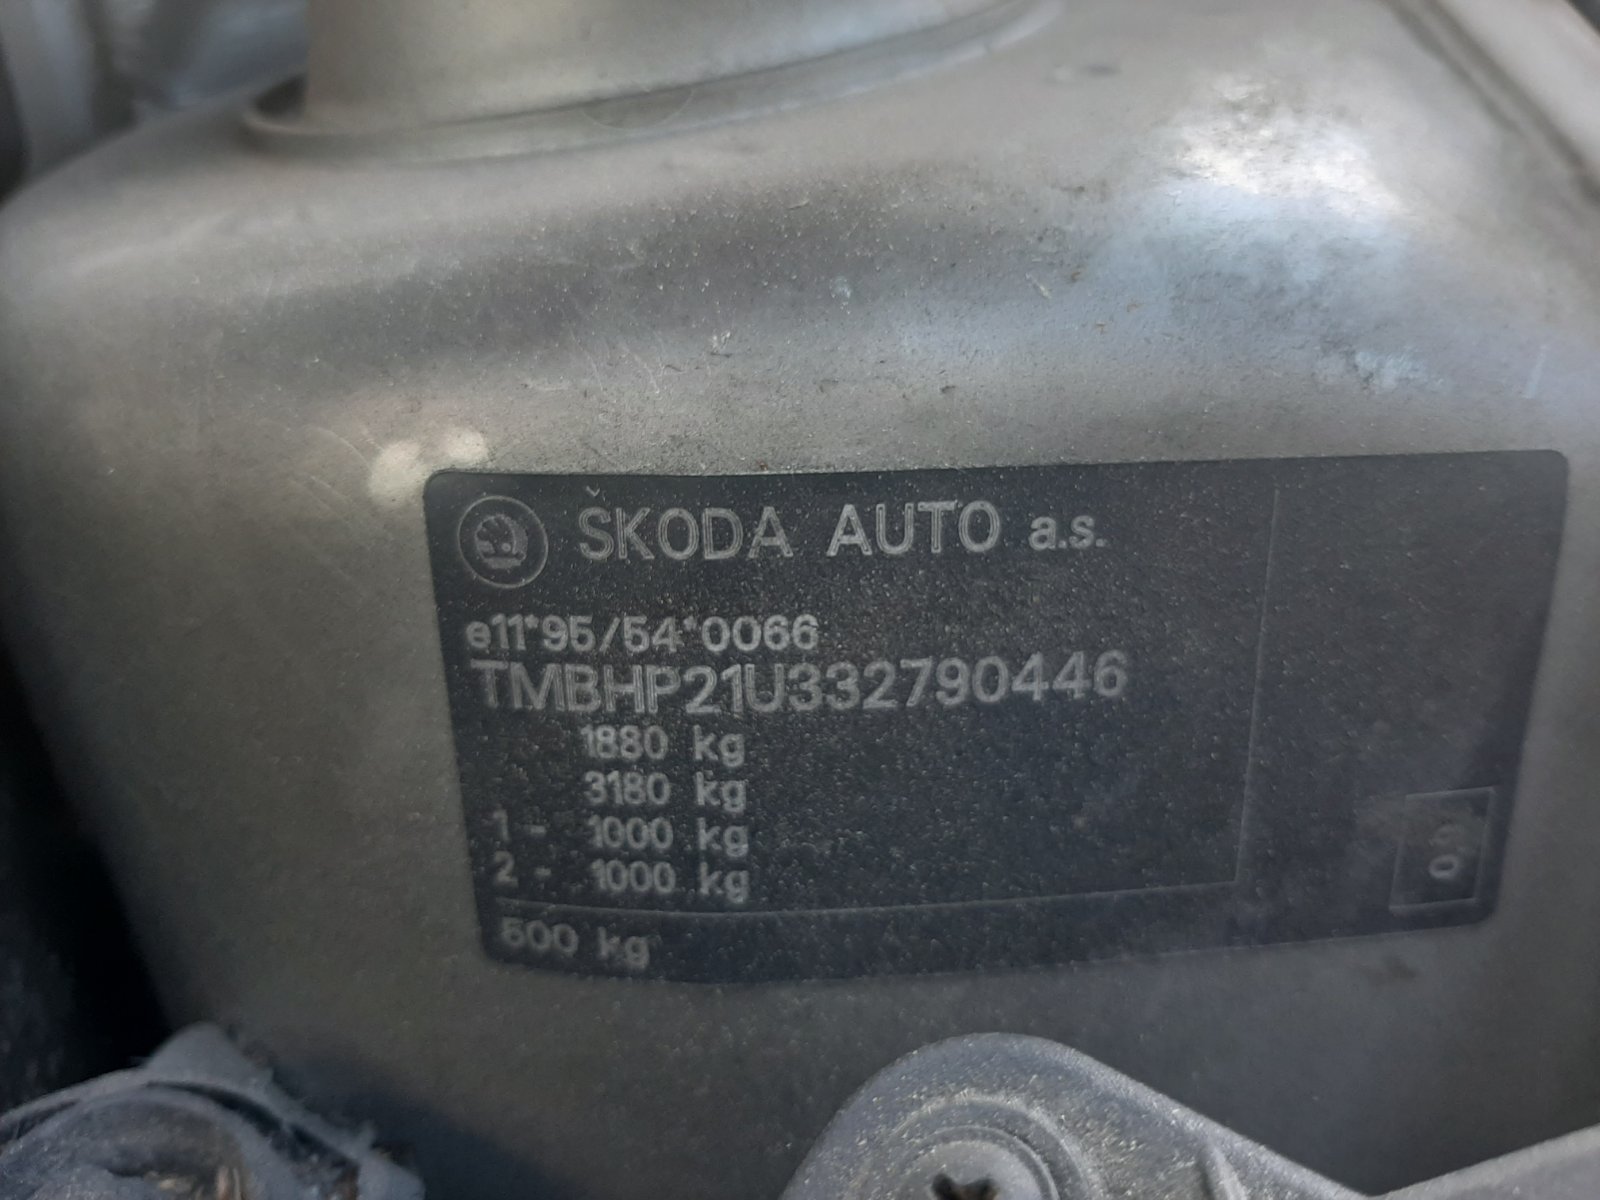 ŠKODA AUTO a.s.
e11*95/54*0066
TMBHP21U332790446
1880 kg
3180 kg
1 - 1000 kg
2 - 1000 kg
500 kg